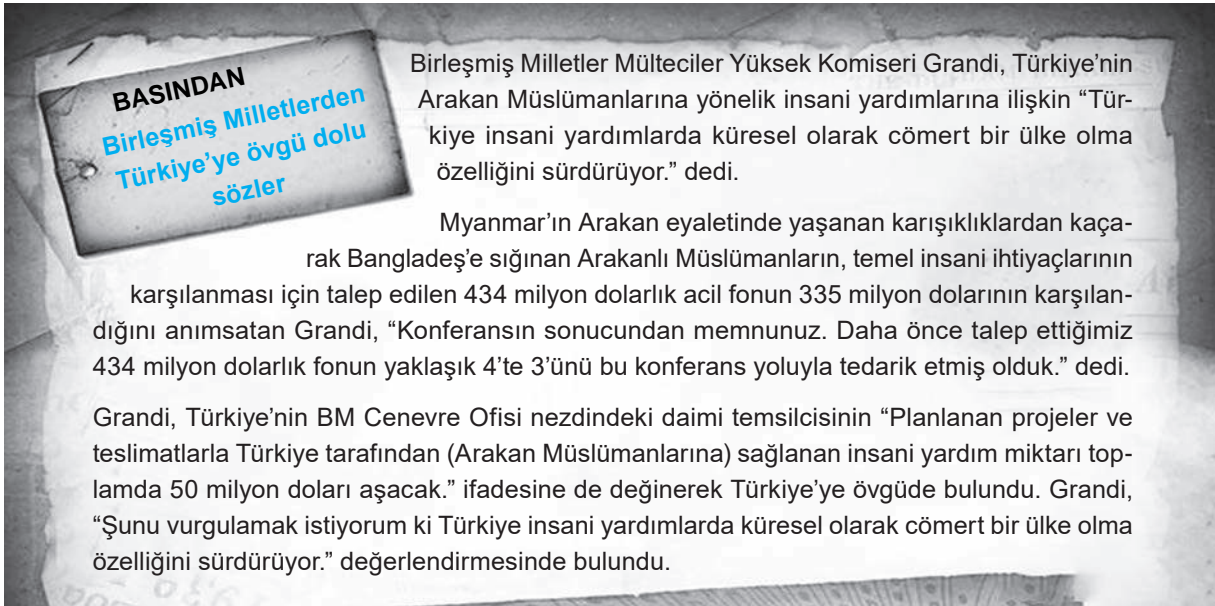 BASINDAN
Birleşmiş Milletlerden
Türkiye’ye övgü dolu
sözler
Birleşmiş Milletler Mülteciler Yüksek Komiseri Grandi, Türkiye’nin
Arakan Müslümanlarına yönelik insani yardımlarına ilişkin “Tür-
kiye insani yardımlarda küresel olarak cömert bir ülke olma
özelliğini sürdürüyor.” dedi.
Myanmar’ın Arakan eyaletinde yaşanan karışıklıklardan kaça-
rak Bangladeş’e sığınan Arakanlı Müslümanların, temel insani ihtiyaçlarının
karşılanması için talep edilen 434 milyon dolarlık acil fonun 335 milyon dolarının karşılan-
dığını anımsatan Grandi, “Konferansın sonucundan memnunuz. Daha önce talep ettiğimiz
434 milyon dolarlık fonun yaklaşık 4’te 3’ünü bu konferans yoluyla tedarik etmiş olduk.” dedi.
Grandi, Türkiye’nin BM Cenevre Ofisi nezdindeki daimi temsilcisinin “Planlanan projeler ve
teslimatlarla Türkiye tarafından (Arakan Müslümanlarına) sağlanan insani yardım miktarı top-
lamda 50 milyon doları aşacak.” ifadesine de değinerek Türkiye’ye övgüde bulundu. Grandi,
“Şunu vurgulamak istiyorum ki Türkiye insani yardımlarda küresel olarak cömert bir ülke olma
özelliğini sürdürüyor.” değerlendirmesinde bulundu.